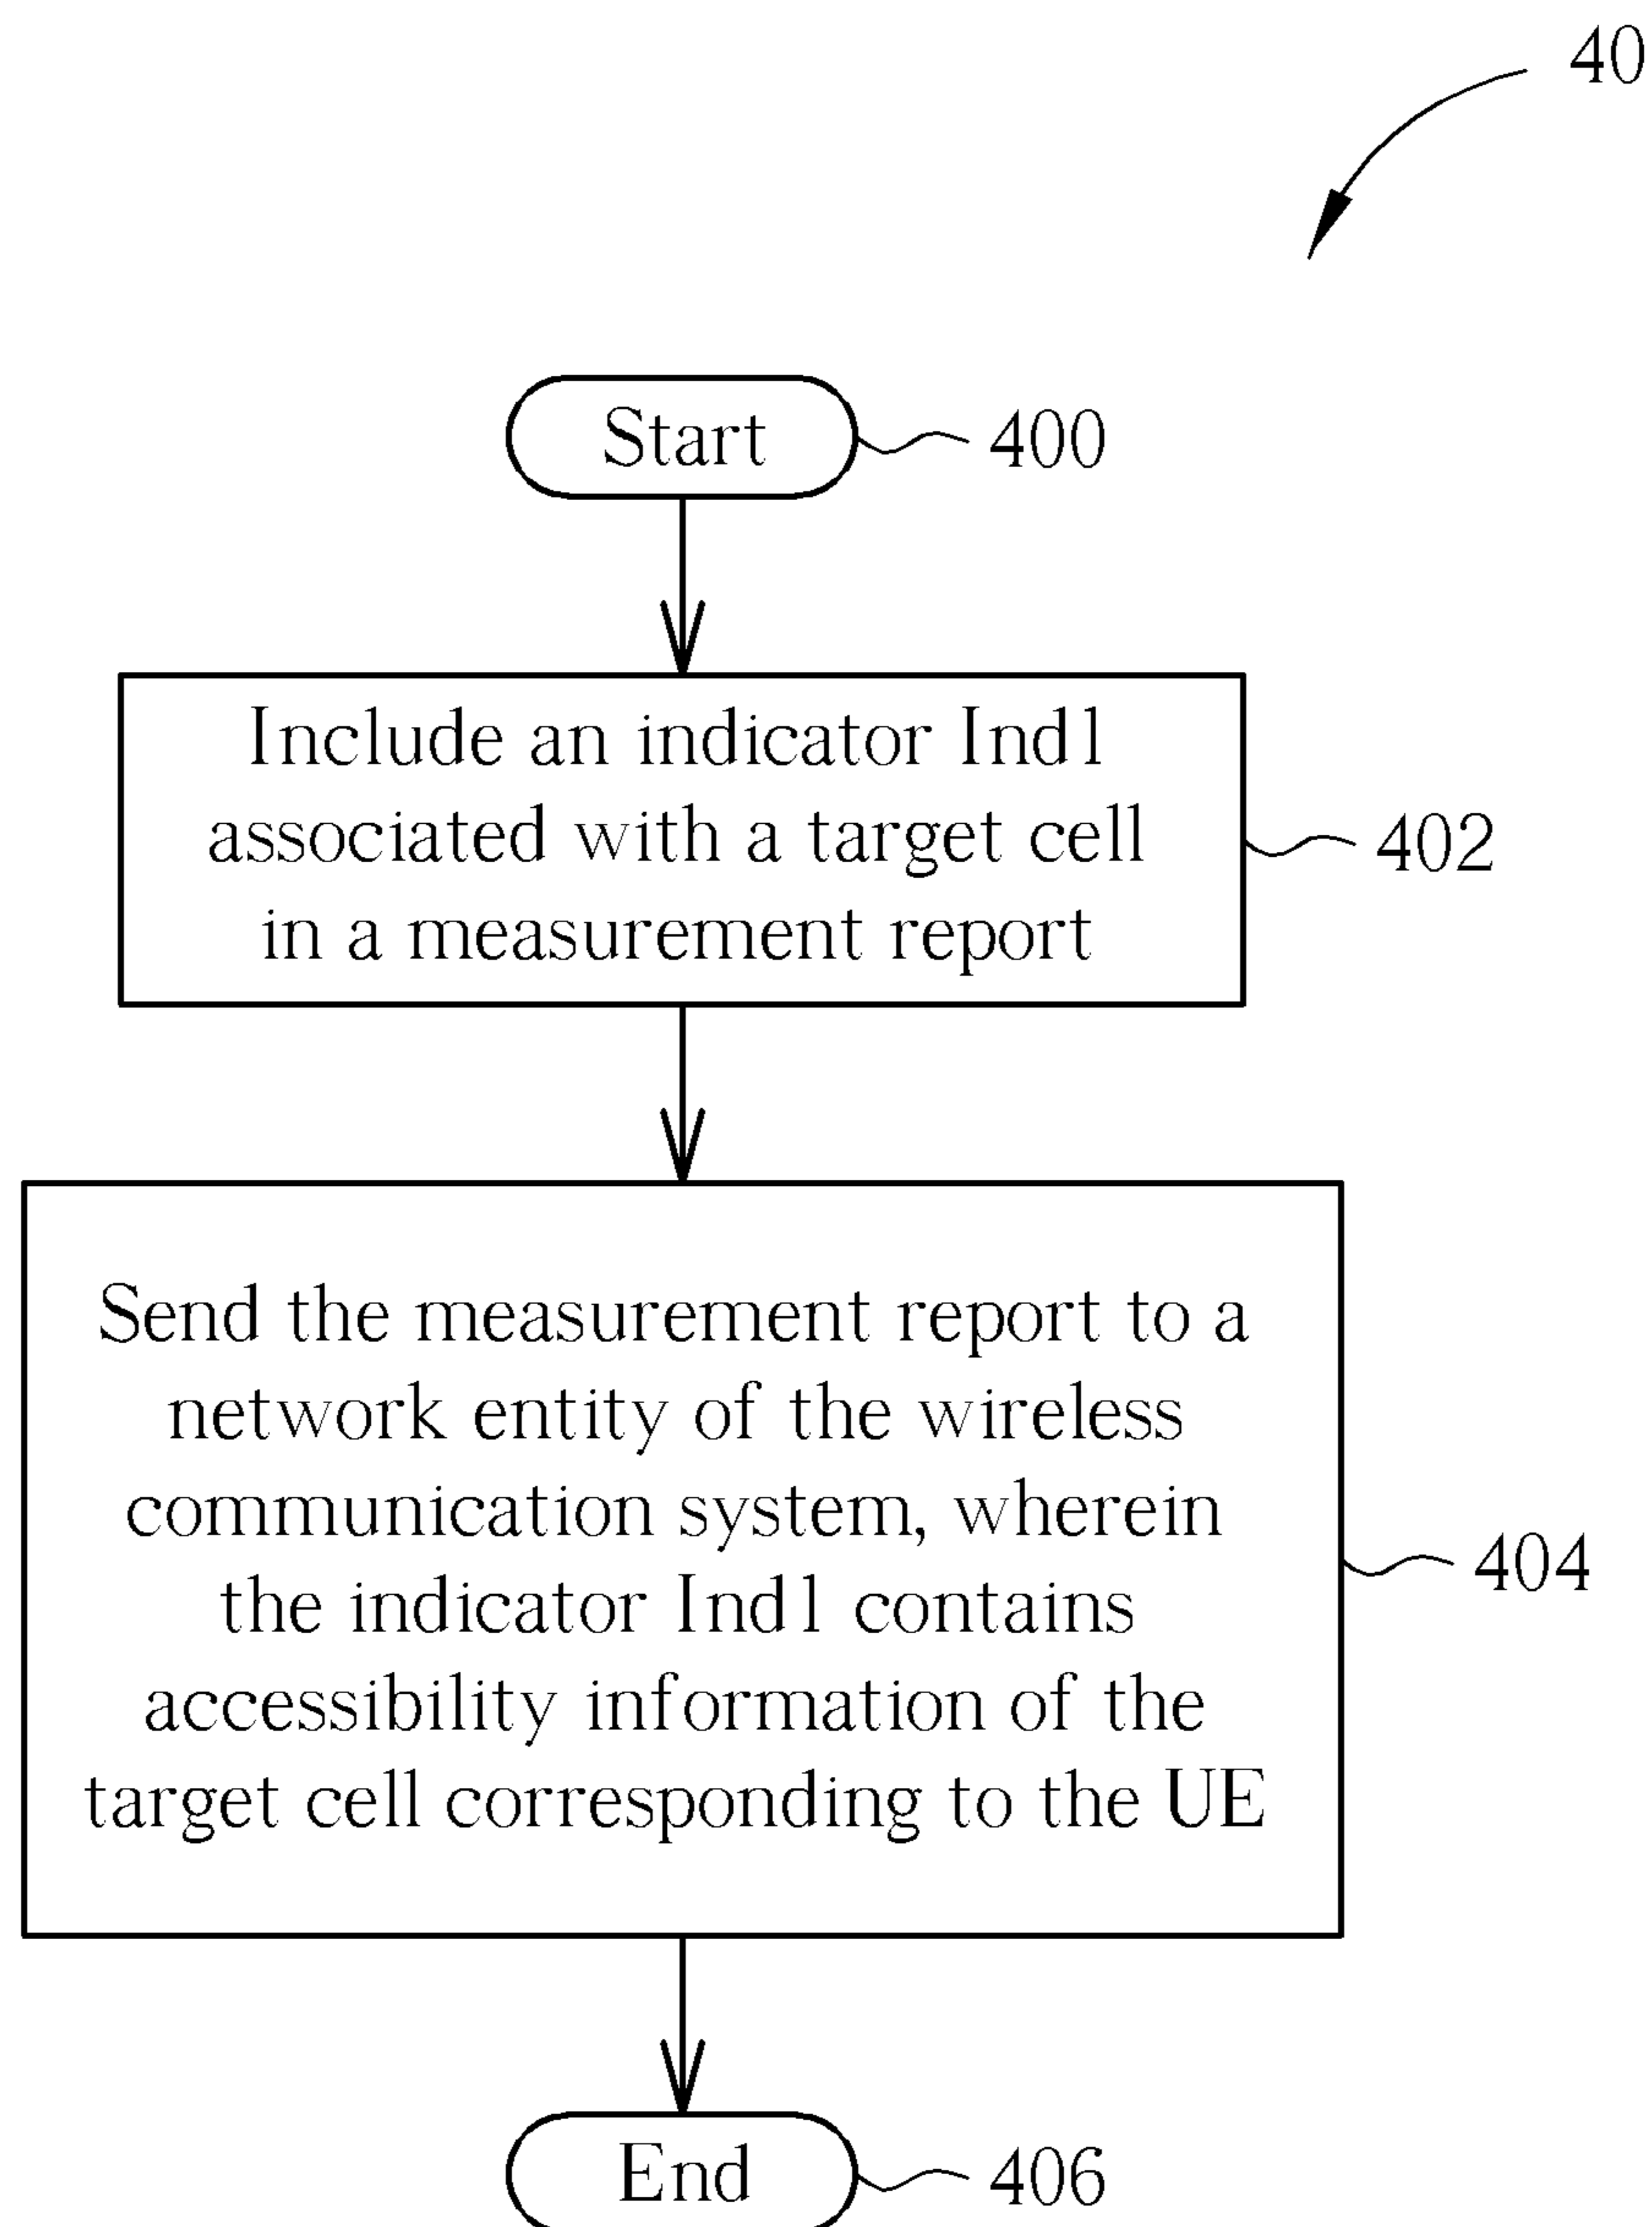 40
Start
400
Include an indicator Ind1
associated with a target cell
in a measurement report
402
Send the measurement report to a
network entity of the wireless
communication system, wherein
the indicator Ind1 contains
accessibility information of the
target cell corresponding to the UE
404
End
406